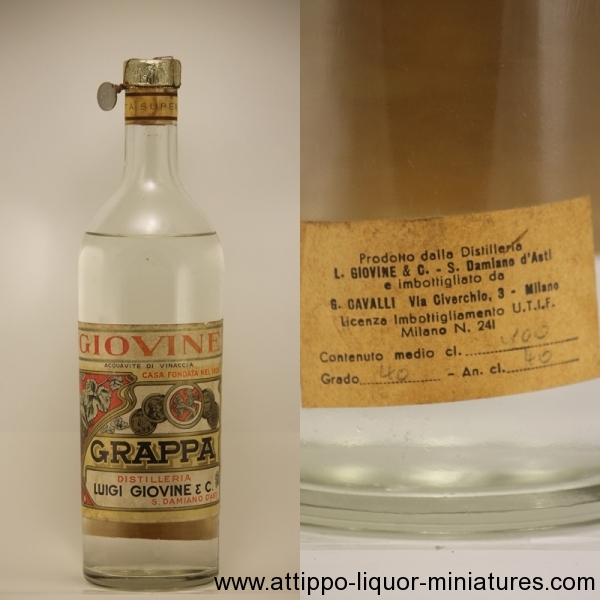 TA SUPER
GIOVINE
ACQUAVITE DI VINACCIA
CASA FONDATA NEL
G
GRAPPA
DISTILLERIA
LUIGI GIOVINE & C.
S. DAMIANO D'ASTI
Prodotto dalla Distilleria
L. GIOVINE & C. - S. Damiano d'Asti
e imbottigliato da
G. CAVALLI Via Civerchio, 3 - Milano
Licenza Imbottigliamento U.T.I.F.
Milano N. 241
Contenuto medio cl. 100
Grado 40 - An. cl. 40
www.attippo-liquor-miniatures.com